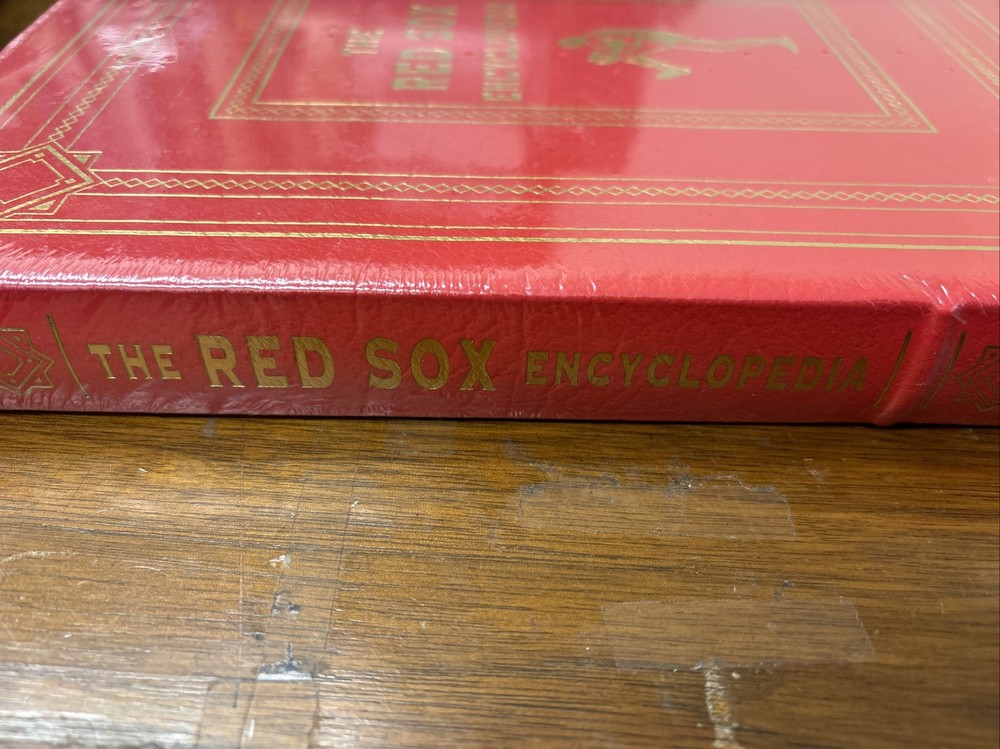 THE
RED SOX
ENCYCLOPEDIA
THE RED SOX ENCYCLOPEDIA